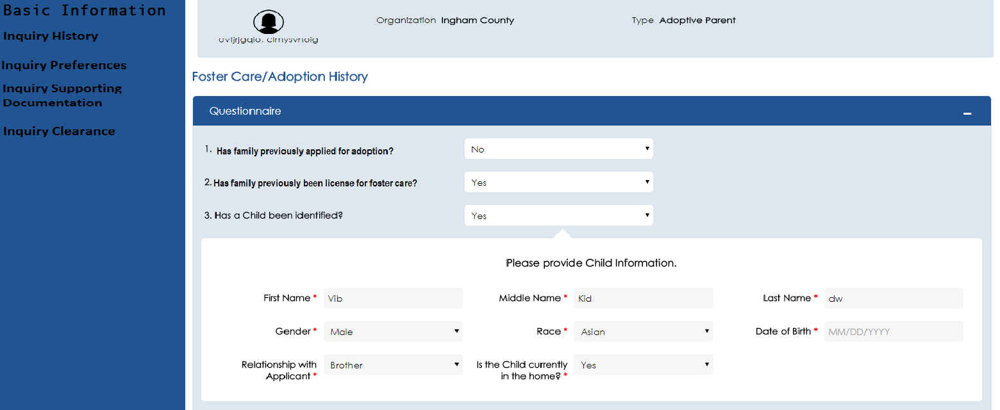 Basic Information
Inquiry History
Inquiry Preferences
Inquiry Supporting
Documentation
Inquiry Clearance
Organization Ingham County
Type Adoptive Parent
Foster Care/Adoption History
Questionnaire
1. Has family previously applied for adoption? No
2. Has family previously been license for foster care? Yes
3. Has a Child been identified? Yes
Please provide Child Information.
First Name * Vib Middle Name * Kid Last Name * dw
Gender * Male Race * Asian Date of Birth * MM/DD/YYYY
Relationship with
Applicant * Brother
Is the Child currently
in the home? * Yes